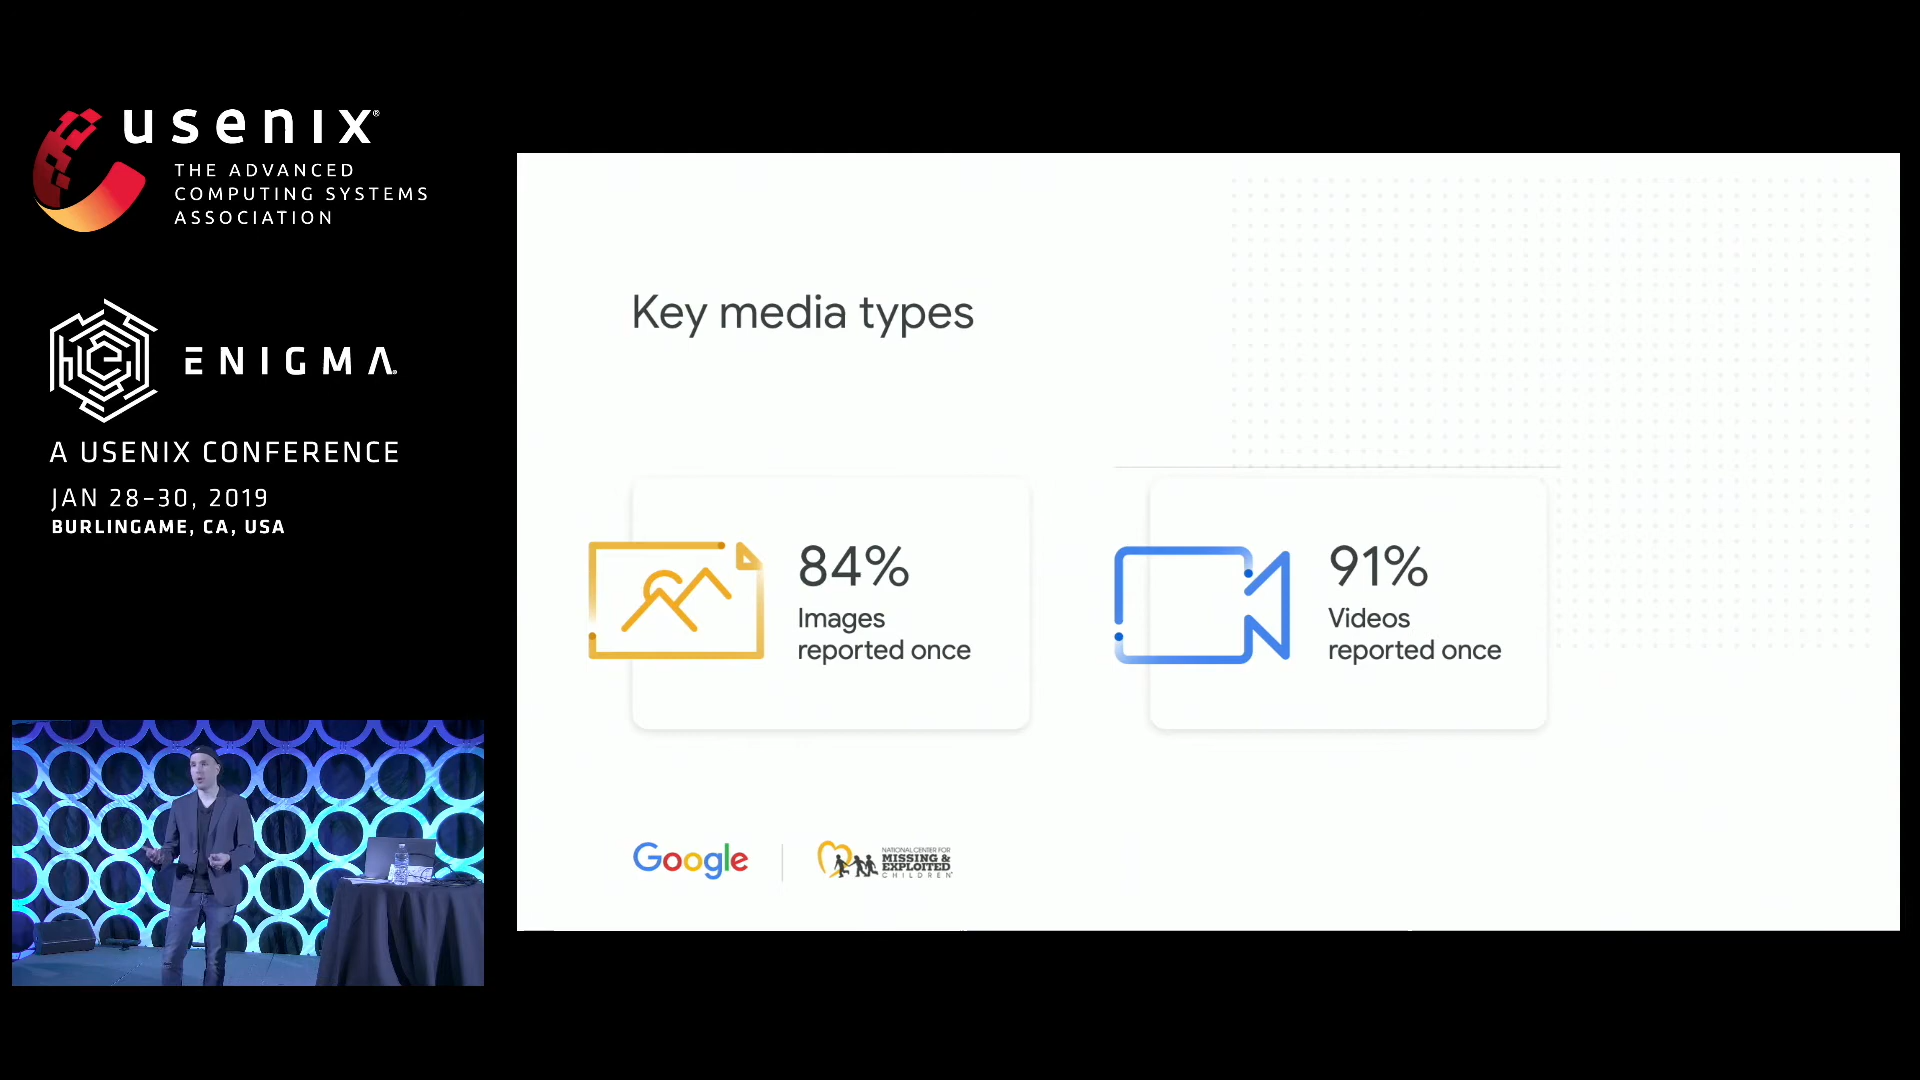 usenix®
THE ADVANCED
COMPUTING SYSTEMS
ASSOCIATION
ENIGMA
A USENIX CONFERENCE
JAN 28–30, 2019
BURLINGAME, CA, USA
Key media types
84%
Images
reported once
91%
Videos
reported once
Google
NATIONAL CENTER FOR
MISSING &
EXPLOITED
CHILDREN